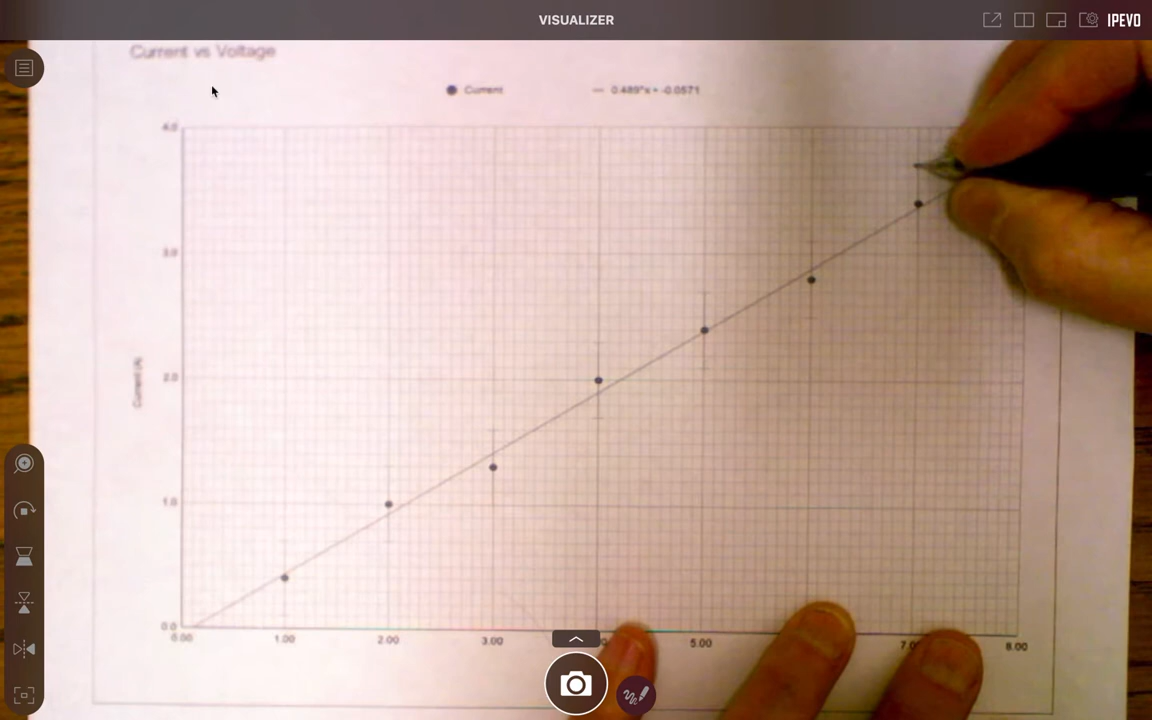 VISUALIZER
IPEVO
Current vs Voltage
Current
0.489*x + -0.0571
4.0
3.0
2.0
1.0
0.0
Current (A)
0.00 1.00 2.00 3.00 5.00 7.0 8.00